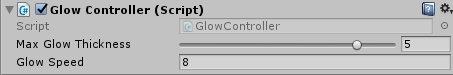 Glow Controller (Script)
Script GlowController
Max Glow Thickness 5
Glow Speed 8